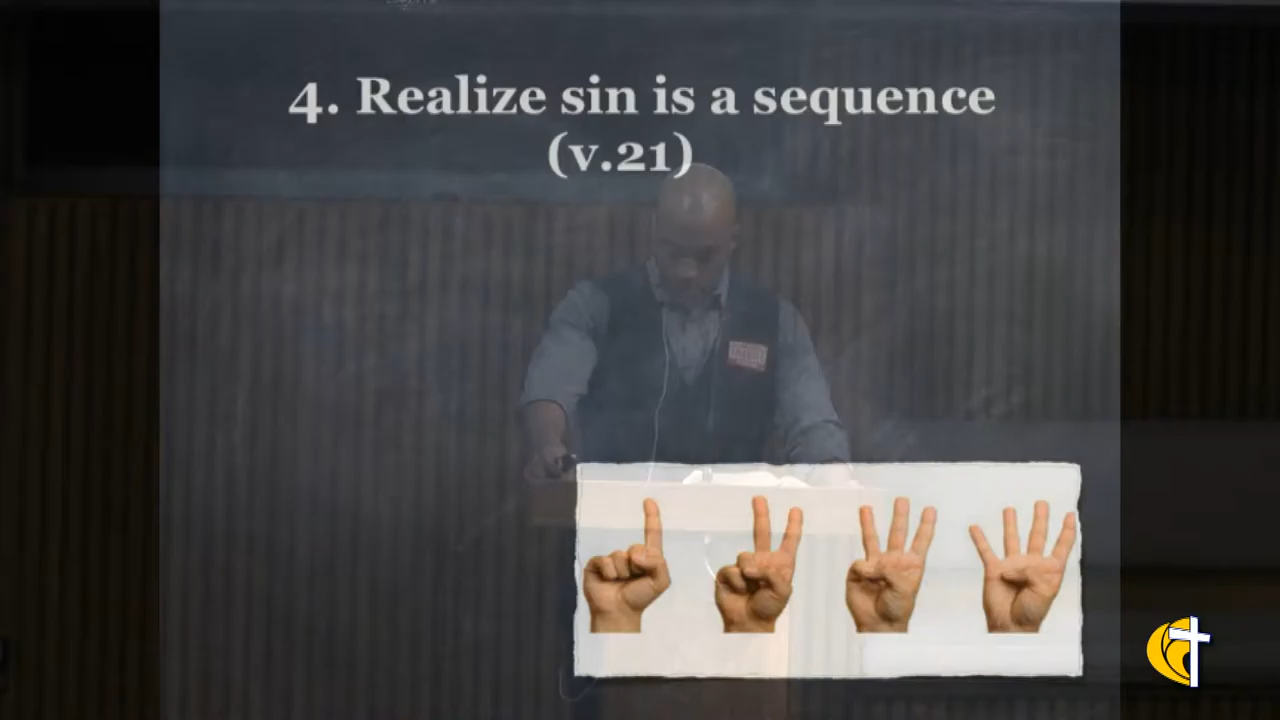 4. Realize sin is a sequence
(v.21)